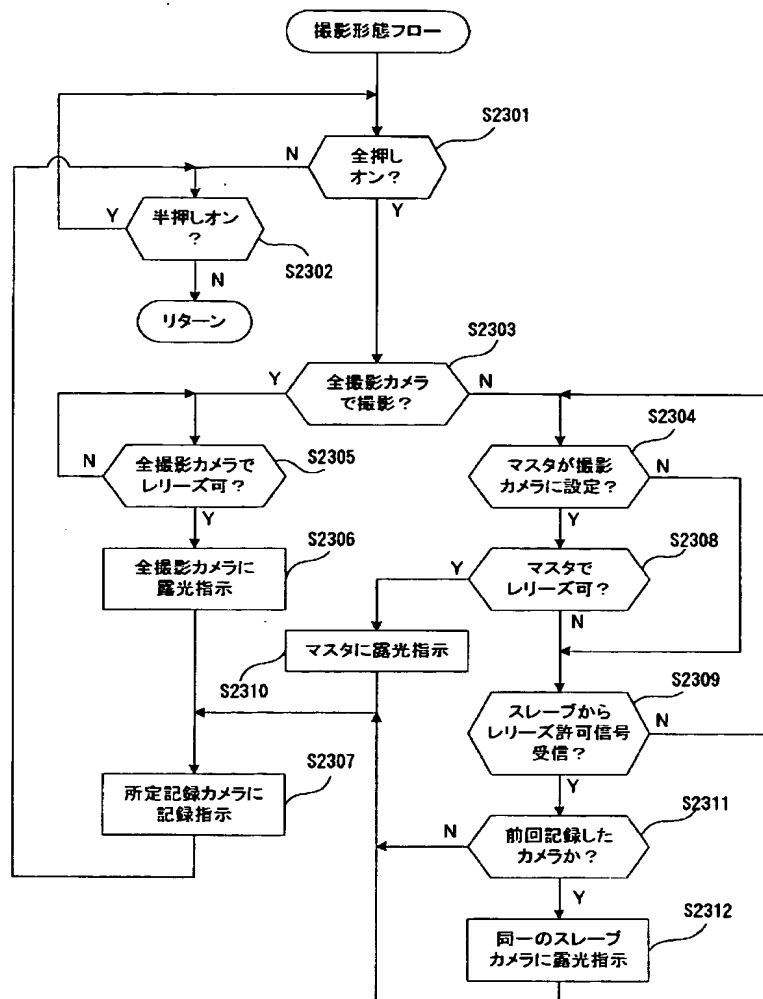 撮影形態フロー
S2301
全押し
オン？
N
Y
半押しオン
？
Y
S2302
N
リターン
S2303
全撮影カメラ
で撮影？
Y
N
S2304
マスタが撮影
カメラに設定？
N
Y
S2305
全撮影カメラで
レリーズ可？
N
Y
S2306
全撮影カメラに
露光指示
S2308
マスタで
レリーズ可？
Y
N
マスタに露光指示
S2310
S2309
スレーブから
レリーズ許可信号
受信？
N
Y
S2307
所定記録カメラに
記録指示
S2311
前回記録した
カメラか？
N
Y
S2312
同一のスレーブ
カメラに露光指示